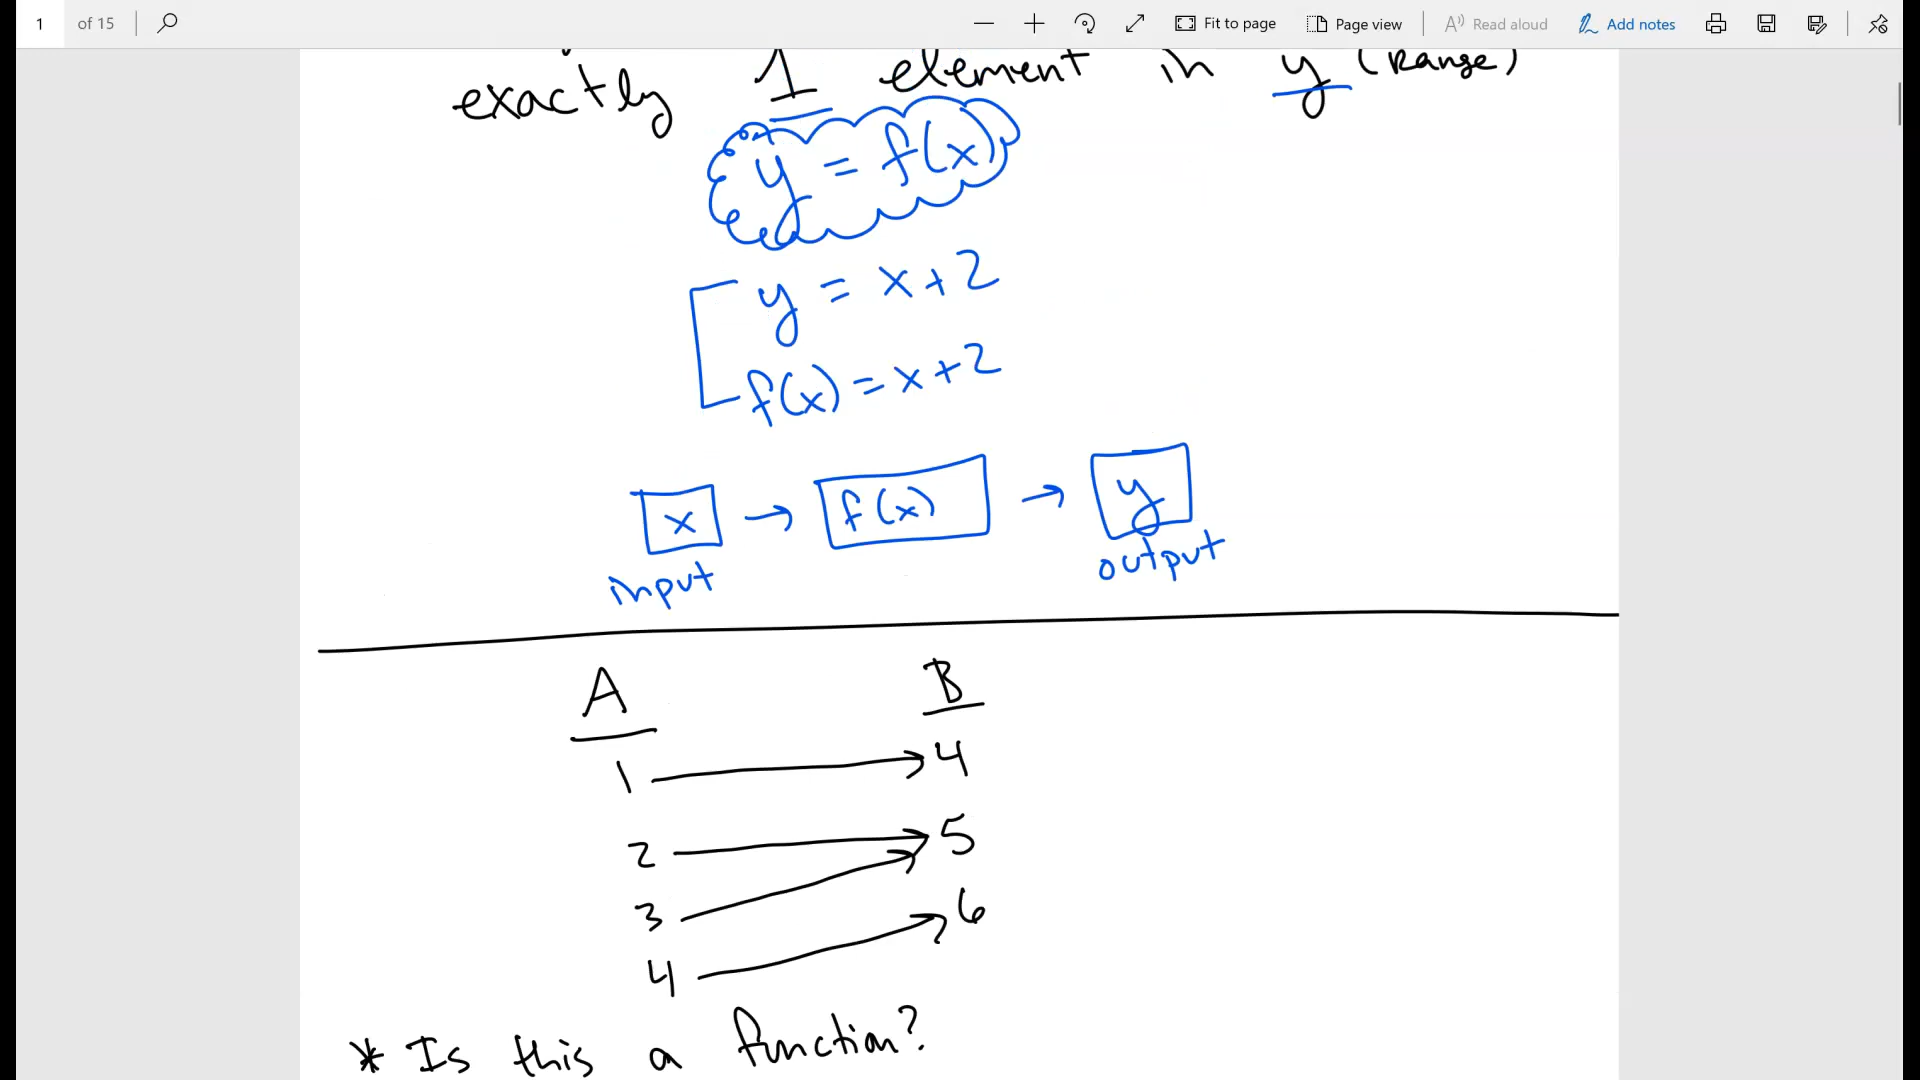 1 of 15 Fit to page Page view Read aloud Add notes
exactly 1 element in y (Range)
y = f(x)
y = x+2
f(x) = x+2
x → f(x) → y
input output
A B
1 → 4
2 → 5
3
4 → 6
* Is this a function?